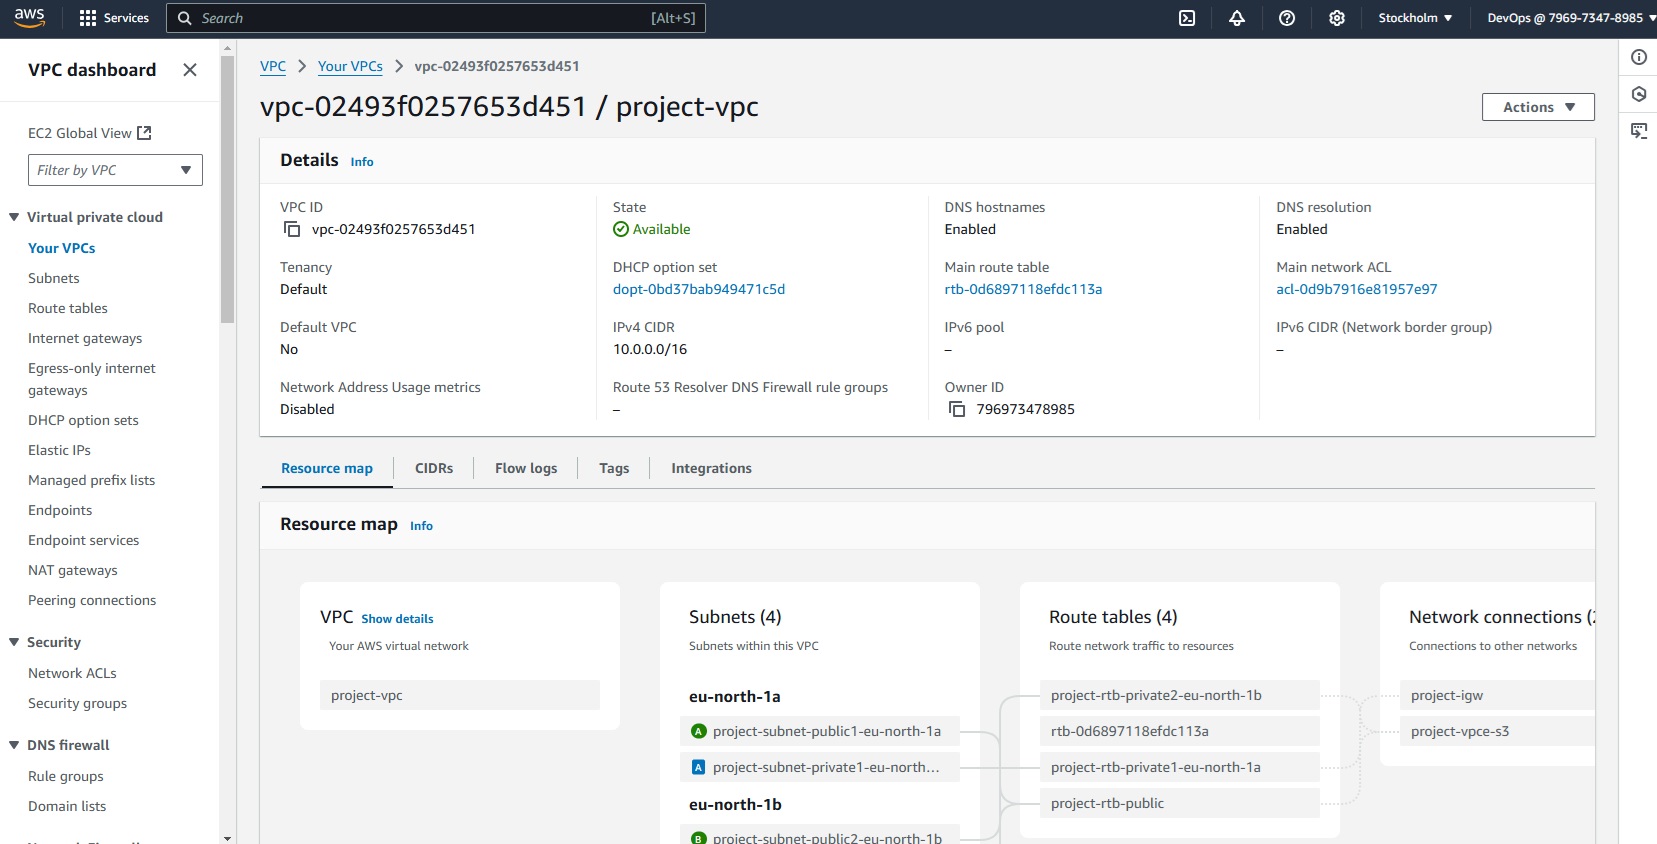 aws
Services
Search
[Alt+S]
Stockholm
DevOps @ 7969-7347-8985
VPC dashboard
EC2 Global View
Filter by VPC
Virtual private cloud
Your VPCs
Subnets
Route tables
Internet gateways
Egress-only internet
gateways
DHCP option sets
Elastic IPs
Managed prefix lists
Endpoints
Endpoint services
NAT gateways
Peering connections
Security
Network ACLs
Security groups
DNS firewall
Rule groups
Domain lists
VPC > Your VPCs > vpc-02493f0257653d451
vpc-02493f0257653d451 / project-vpc
Actions
Details Info
VPC ID
vpc-02493f0257653d451
State
Available
DNS hostnames
Enabled
DNS resolution
Enabled
Tenancy
Default
DHCP option set
dopt-0bd37bab949471c5d
Main route table
rtb-0d6897118efdc113a
Main network ACL
acl-0d9b7916e81957e97
Default VPC
No
IPv4 CIDR
10.0.0.0/16
IPv6 pool
–
IPv6 CIDR (Network border group)
–
Network Address Usage metrics
Disabled
Route 53 Resolver DNS Firewall rule groups
–
Owner ID
796973478985
Resource map
CIDRs
Flow logs
Tags
Integrations
Resource map Info
VPC Show details
Your AWS virtual network
project-vpc
Subnets (4)
Subnets within this VPC
eu-north-1a
A project-subnet-public1-eu-north-1a
A project-subnet-private1-eu-north...
eu-north-1b
B project-subnet-public2-eu-north-1b
Route tables (4)
Route network traffic to resources
project-rtb-private2-eu-north-1b
rtb-0d6897118efdc113a
project-rtb-private1-eu-north-1a
project-rtb-public
Network connections (
Connections to other networks
project-igw
project-vpce-s3